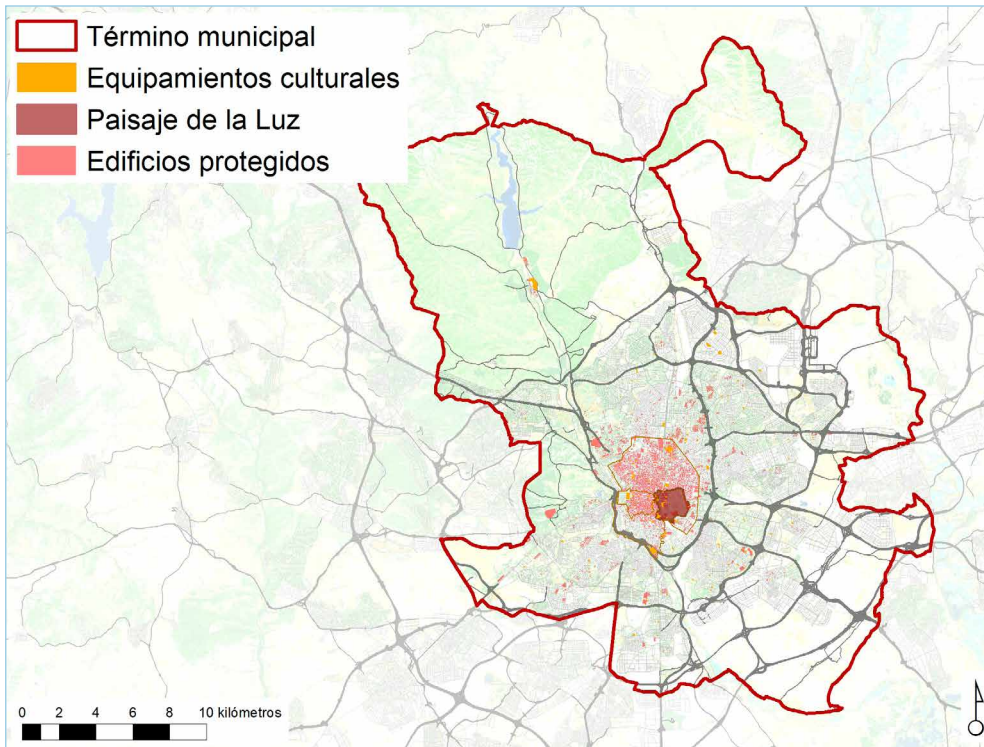 Término municipal
Equipamientos culturales
Paisaje de la Luz
Edificios protegidos
0 2 4 6 8 10 kilómetros